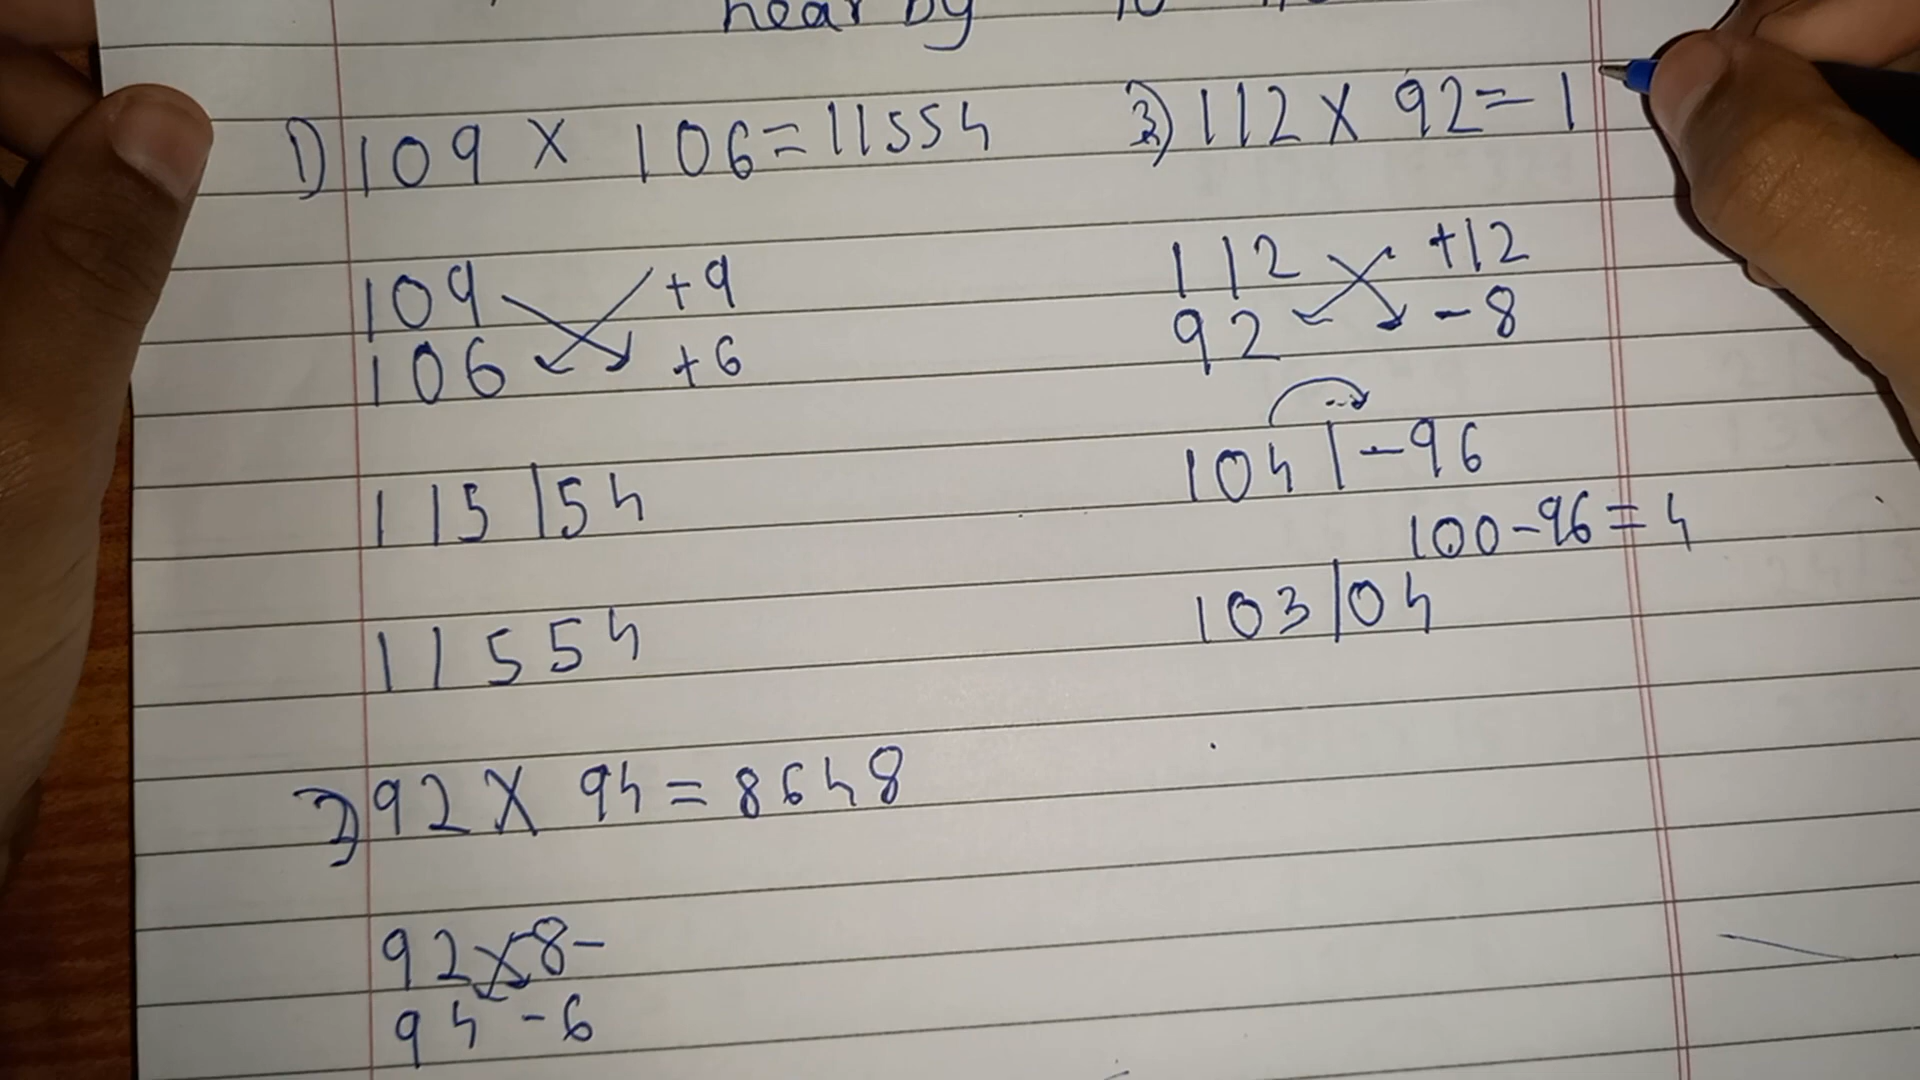 near by
1) 109 X 106 = 11554
109 +9
106 +6
115 | 54
11554
2) 92 X 94 = 8648
92 -8
94 -6
3) 112 X 92 = 1
112 +12
92 -8
104 | -96
100 - 96 = 4
103 | 04